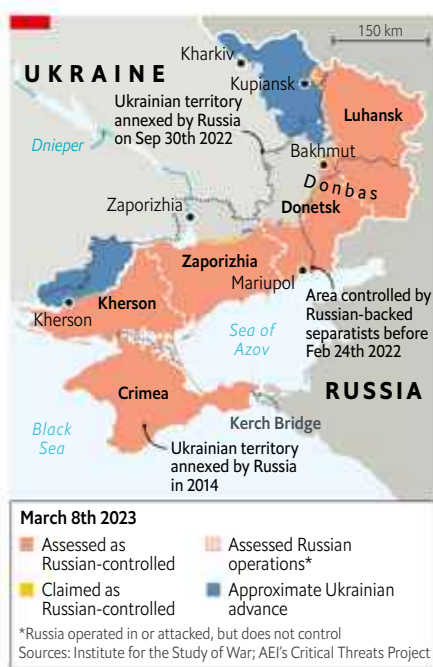 150 km
Kharkiv
UKRAINE
Kupiansk
Ukrainian territory
annexed by Russia
on Sep 30th 2022
Luhansk
Dnieper
Bakhmut
Donbas
Zaporizhia
Donetsk
Zaporizhia
Mariupol
Kherson
Kherson
Area controlled by
Russian-backed
separatists before
Feb 24th 2022
Sea of
Azov
RUSSIA
Crimea
Kerch Bridge
Black
Sea
Ukrainian territory
annexed by Russia
in 2014
March 8th 2023
Assessed as
Russian-controlled
Assessed Russian
operations*
Claimed as
Russian-controlled
Approximate Ukrainian
advance
*Russia operated in or attacked, but does not control
Sources: Institute for the Study of War; AEI's Critical Threats Project